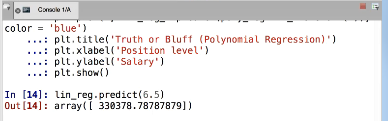 Console 1/A
color = 'blue')
...: plt.title('Truth or Bluff (Polynomial Regression)')
...: plt.xlabel('Position level')
...: plt.ylabel('Salary')
...: plt.show()
In [14]: lin_reg.predict(6.5)
Out[14]: array([ 330378.78787879])